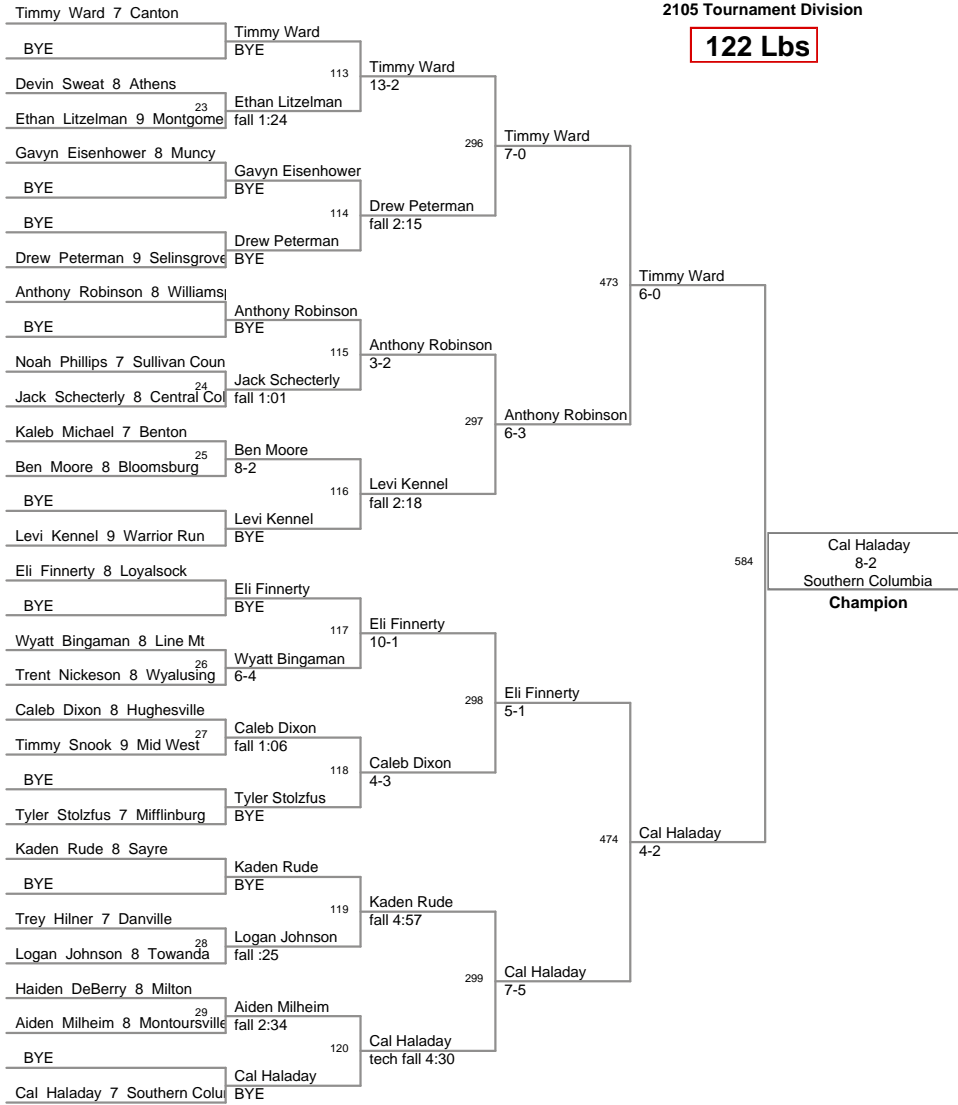 2105 Tournament Division
122 Lbs
Timmy Ward 7 Canton
BYE
Devin Sweat 8 Athens
23
Ethan Litzelman 9 Montgome
Gavyn Eisenhower 8 Muncy
BYE
BYE
Drew Peterman 9 Selinsgrove
Anthony Robinson 8 Williamsp
BYE
Noah Phillips 7 Sullivan Coun
24
Jack Schecterly 8 Central Col
Kaleb Michael 7 Benton
25
Ben Moore 8 Bloomsburg
BYE
Levi Kennel 9 Warrior Run
Eli Finnerty 8 Loyalsock
BYE
Wyatt Bingaman 8 Line Mt
26
Trent Nickeson 8 Wyalusing
Caleb Dixon 8 Hughesville
27
Timmy Snook 9 Mid West
BYE
Tyler Stolzfus 7 Mifflinburg
Kaden Rude 8 Sayre
BYE
Trey Hilner 7 Danville
28
Logan Johnson 8 Towanda
Haiden DeBerry 8 Milton
29
Aiden Milheim 8 Montoursville
BYE
Cal Haladay 7 Southern Colu
Timmy Ward
BYE
113
Ethan Litzelman
fall 1:24
Gavyn Eisenhower
BYE
114
Drew Peterman
BYE
Anthony Robinson
BYE
115
Jack Schecterly
fall 1:01
Ben Moore
8-2
116
Levi Kennel
BYE
Eli Finnerty
BYE
117
Wyatt Bingaman
6-4
Caleb Dixon
fall 1:06
118
Tyler Stolzfus
BYE
Kaden Rude
BYE
119
Logan Johnson
fall :25
Aiden Milheim
fall 2:34
120
Cal Haladay
BYE
Timmy Ward
13-2
296
Drew Peterman
fall 2:15
Anthony Robinson
3-2
297
Levi Kennel
fall 2:18
Eli Finnerty
10-1
298
Caleb Dixon
4-3
Kaden Rude
fall 4:57
299
Cal Haladay
tech fall 4:30
Timmy Ward
7-0
473
Anthony Robinson
6-3
Eli Finnerty
5-1
474
Cal Haladay
7-5
Timmy Ward
6-0
584
Cal Haladay
4-2
Cal Haladay
8-2
Southern Columbia
Champion